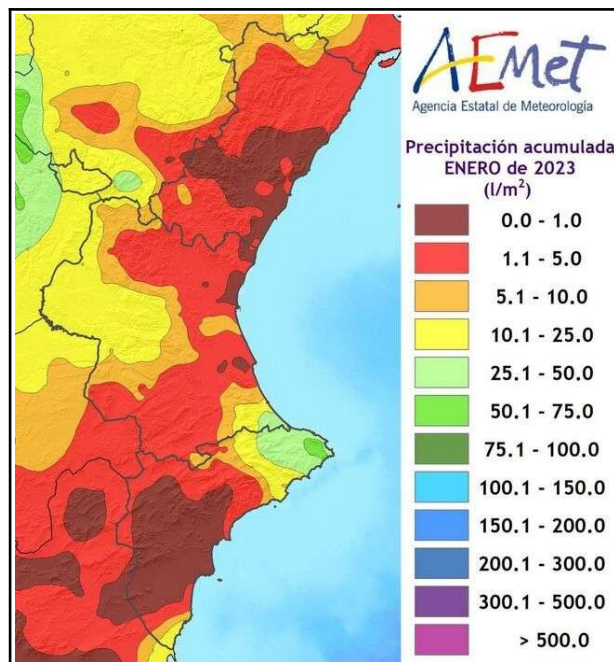 AEMet
Agencia Estatal de Meteorología
Precipitación acumulada
ENERO de 2023
(l/m²)
0.0 - 1.0
1.1 - 5.0
5.1 - 10.0
10.1 - 25.0
25.1 - 50.0
50.1 - 75.0
75.1 - 100.0
100.1 - 150.0
150.1 - 200.0
200.1 - 300.0
300.1 - 500.0
> 500.0